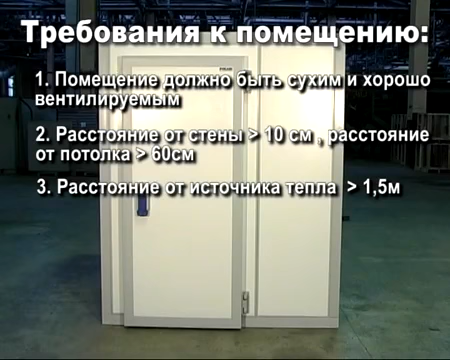 Требования к помещению:
1. Помещение должно быть сухим и хорошо
вентилируемым
2. Расстояние от стены > 10 см , расстояние
от потолка > 60см
3. Расстояние от источника тепла > 1,5м